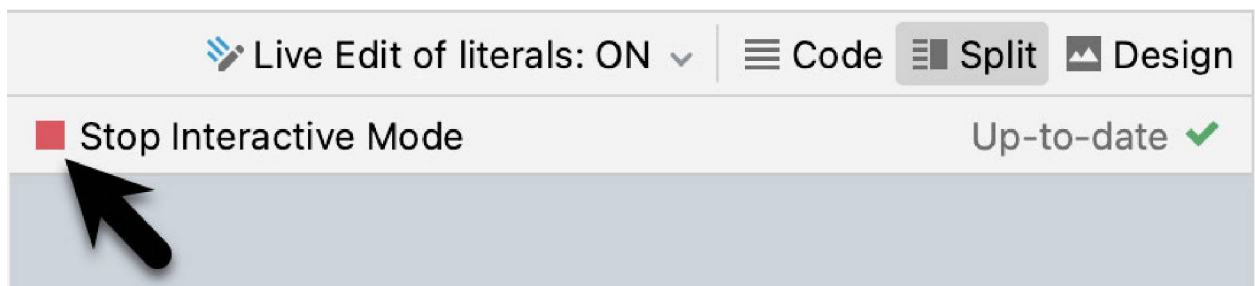 Live Edit of literals: ON Code Split Design
Stop Interactive Mode Up-to-date